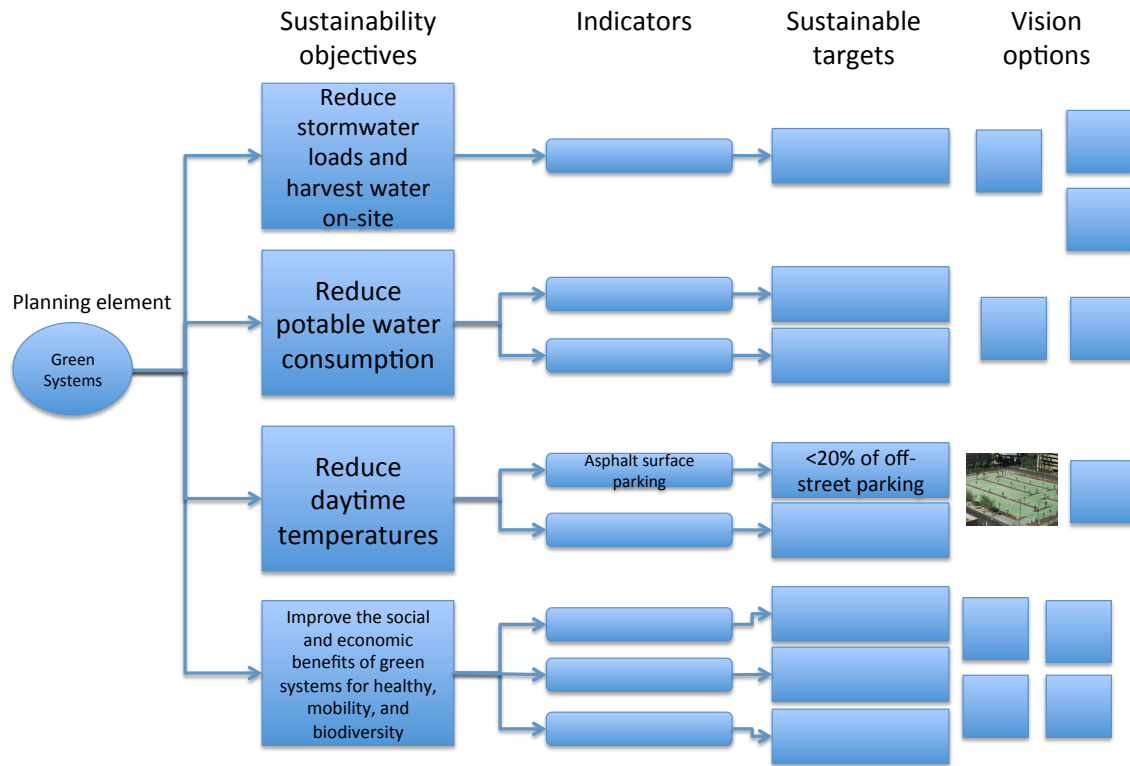 Sustainability
objectives
Indicators
Sustainable
targets
Vision
options
Planning element
Green
Systems
Reduce
stormwater
loads and
harvest water
on-site
Reduce
potable water
consumption
Reduce
daytime
temperatures
Asphalt surface
parking
<20% of off-
street parking
Improve the social
and economic
benefits of green
systems for healthy,
mobility, and
biodiversity